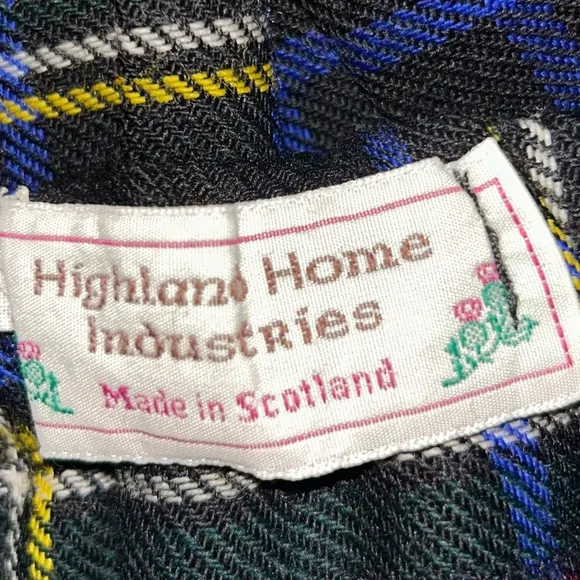 Highland Home
Industries
Made in Scotland